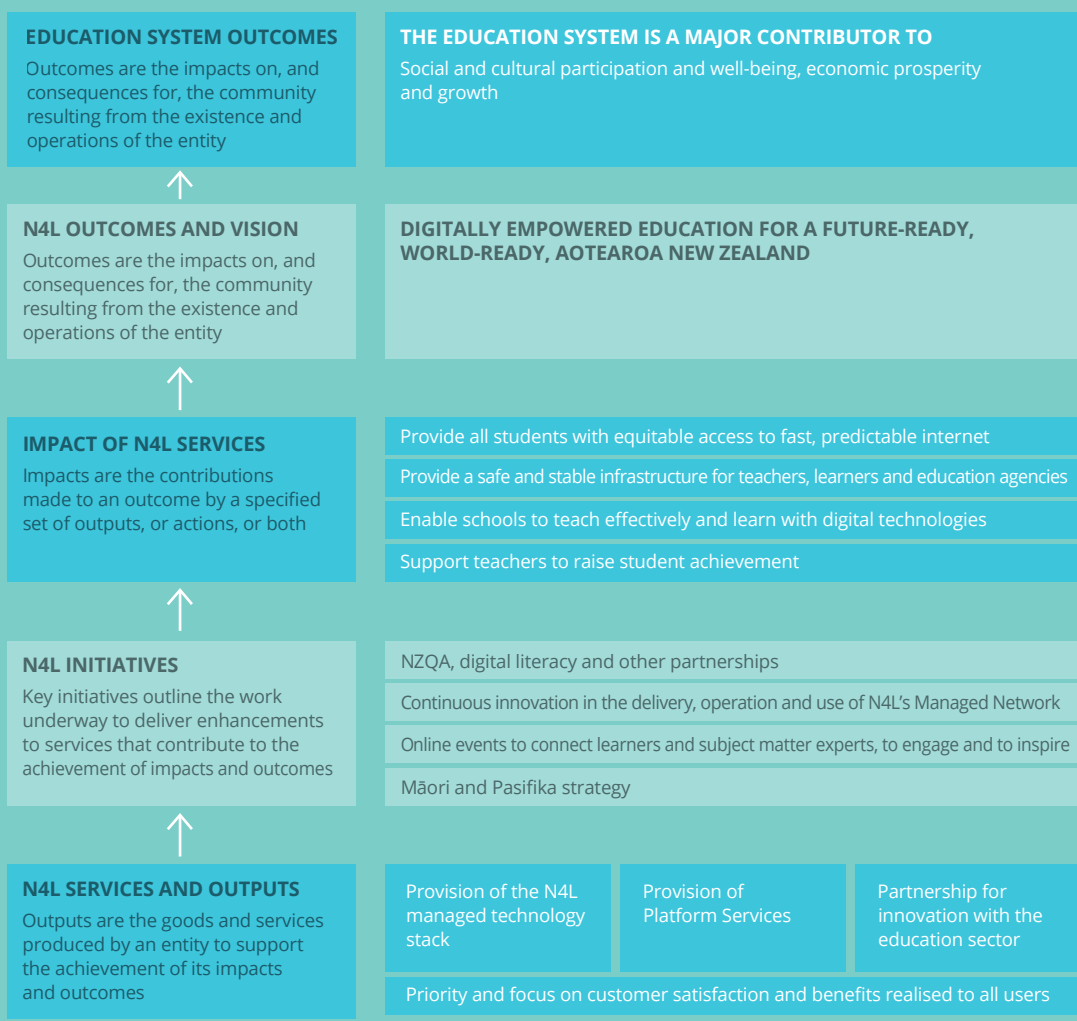 EDUCATION SYSTEM OUTCOMES
Outcomes are the impacts on, and
consequences for, the community
resulting from the existence and
operations of the entity
THE EDUCATION SYSTEM IS A MAJOR CONTRIBUTOR TO
Social and cultural participation and well-being, economic prosperity
and growth
N4L OUTCOMES AND VISION
Outcomes are the impacts on, and
consequences for, the community
resulting from the existence and
operations of the entity
DIGITALLY EMPOWERED EDUCATION FOR A FUTURE-READY,
WORLD-READY, AOTEAROA NEW ZEALAND
IMPACT OF N4L SERVICES
Impacts are the contributions
made to an outcome by a specified
set of outputs, or actions, or both
Provide all students with equitable access to fast, predictable internet
Provide a safe and stable infrastructure for teachers, learners and education agencies
Enable schools to teach effectively and learn with digital technologies
Support teachers to raise student achievement
N4L INITIATIVES
Key initiatives outline the work
underway to deliver enhancements
to services that contribute to the
achievement of impacts and outcomes
NZQA, digital literacy and other partnerships
Continuous innovation in the delivery, operation and use of N4L's Managed Network
Online events to connect learners and subject matter experts, to engage and to inspire
Māori and Pasifika strategy
N4L SERVICES AND OUTPUTS
Outputs are the goods and services
produced by an entity to support
the achievement of its impacts
and outcomes
Provision of the N4L
managed technology
stack
Provision of
Platform Services
Partnership for
innovation with the
education sector
Priority and focus on customer satisfaction and benefits realised to all users